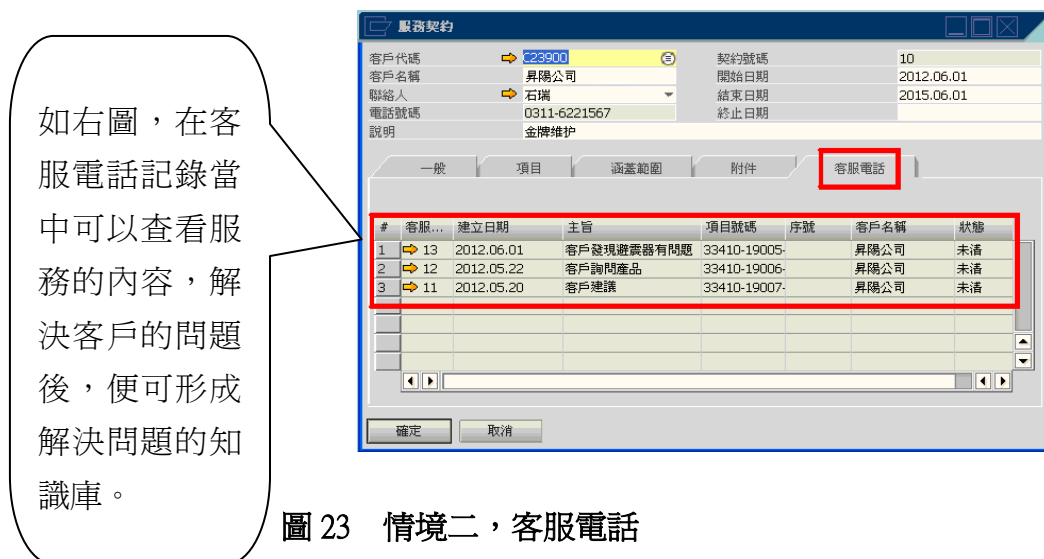 如右圖，在客
服電話記錄當
中可以查看服
務的內容，解
決客戶的問題
後，便可形成
解決問題的知
識庫。
服務契約
客戶代碼 C23900 契約號碼 10
客戶名稱 昇陽公司 開始日期 2012.06.01
聯絡人 石瑞 結束日期 2015.06.01
電話號碼 0311-6221567 終止日期
說明 金牌维护
一般 項目 涵蓋範圍 附件 客服電話
# 客服... 建立日期 主旨 項目號碼 序號 客戶名稱 狀態
1 13 2012.06.01 客戶發現避震器有問題 33410-19005- 昇陽公司 未清
2 12 2012.05.22 客戶詢問產品 33410-19006- 昇陽公司 未清
3 11 2012.05.20 客戶建議 33410-19007- 昇陽公司 未清
確定 取消
圖 23 情境二，客服電話